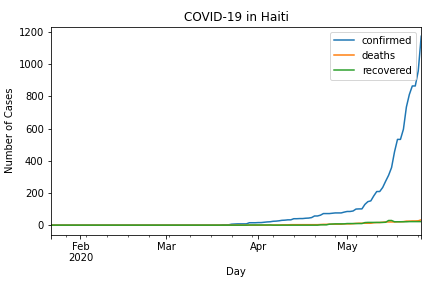 COVID-19 in Haiti
confirmed
deaths
recovered
Number of Cases
1200
1000
800
600
400
200
0
Feb
2020
Mar
Apr
May
Day